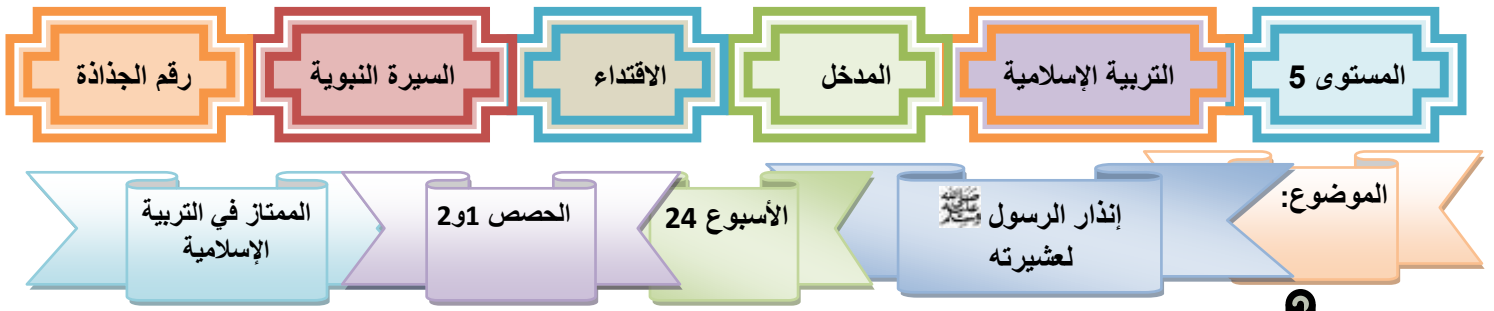 المستوى 5
التربية الإسلامية
المدخل
الاقتداء
السيرة النبوية
رقم الجذاذة
الموضوع:
إنذار الرسول ﷺ
لعشيرته
الأسبوع 24
الحصص 1و2
الممتاز في التربية
الإسلامية